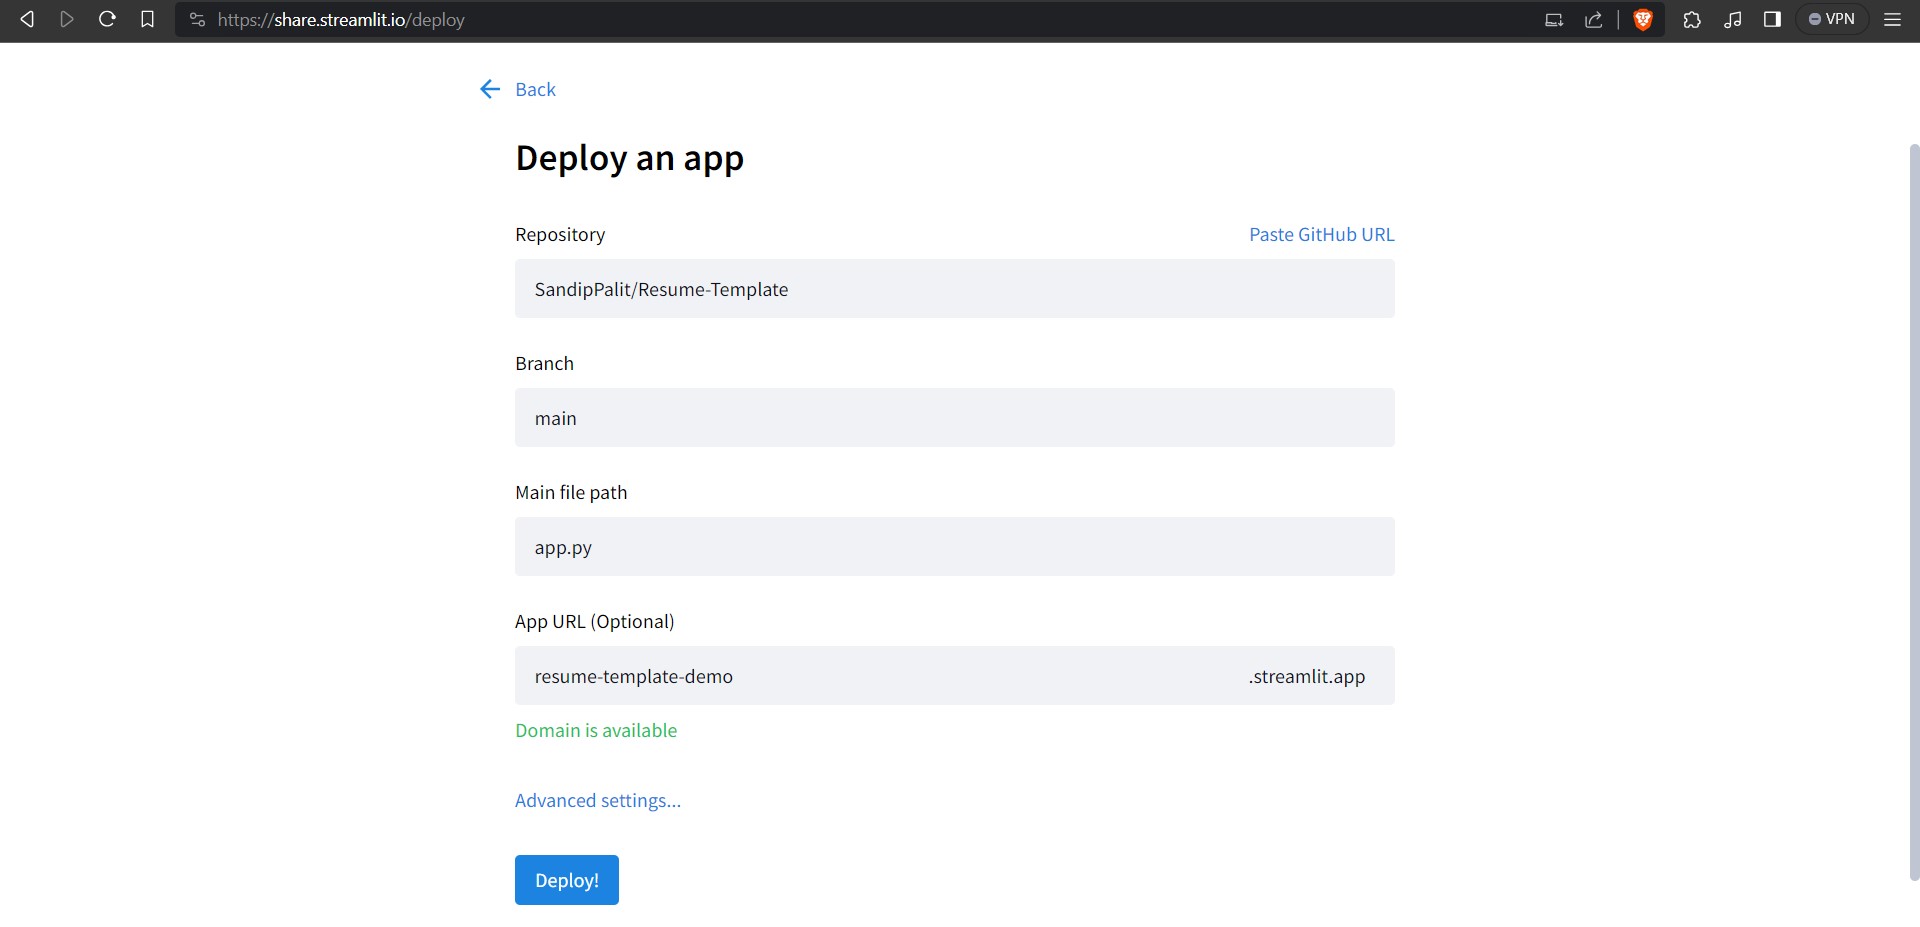 https://share.streamlit.io/deploy
VPN
Back
Deploy an app
Repository
Paste GitHub URL
SandipPalit/Resume-Template
Branch
main
Main file path
app.py
App URL (Optional)
resume-template-demo
.streamlit.app
Domain is available
Advanced settings...
Deploy!